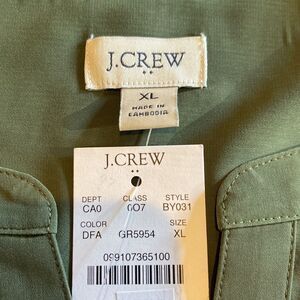 J.CREW
XL
MADE IN
CAMBODIA
J.CREW
DEPT CLASS STYLE
CA0 007 BY031
COLOR SIZE
DFA GR5954 XL
099107365100